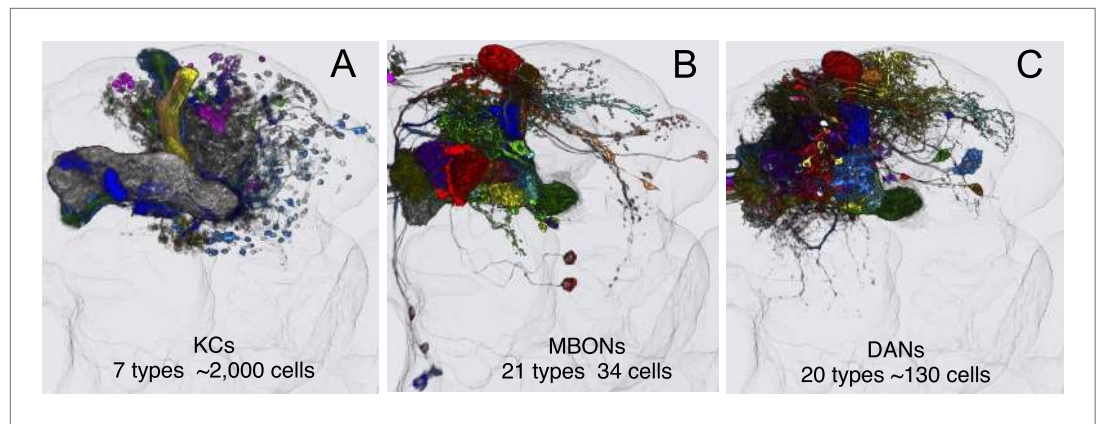 A
B
C
KCs
7 types ~2,000 cells
MBONs
21 types 34 cells
DANs
20 types ~130 cells